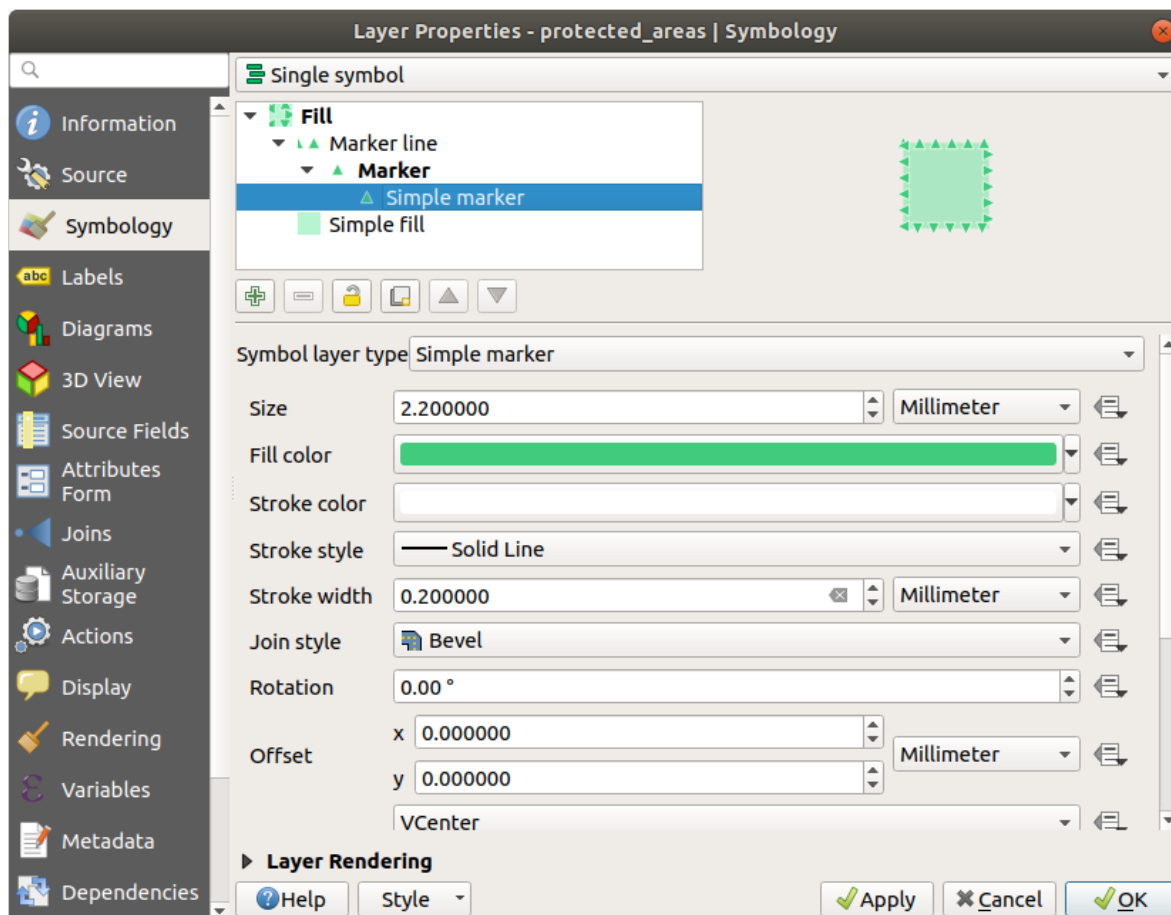 Layer Properties - protected_areas | Symbology
Single symbol
Information
Source
Symbology
abc Labels
Diagrams
3D View
Source Fields
Attributes
Form
Joins
Auxiliary
Storage
Actions
Display
Rendering
Variables
Metadata
Dependencies
Fill
Marker line
Marker
Simple marker
Simple fill
Symbol layer type Simple marker
Size 2.200000 Millimeter
Fill color
Stroke color
Stroke style Solid Line
Stroke width 0.200000 Millimeter
Join style Bevel
Rotation 0.00 °
Offset x 0.000000 Millimeter
y 0.000000
VCenter
Layer Rendering
Help Style Apply Cancel OK